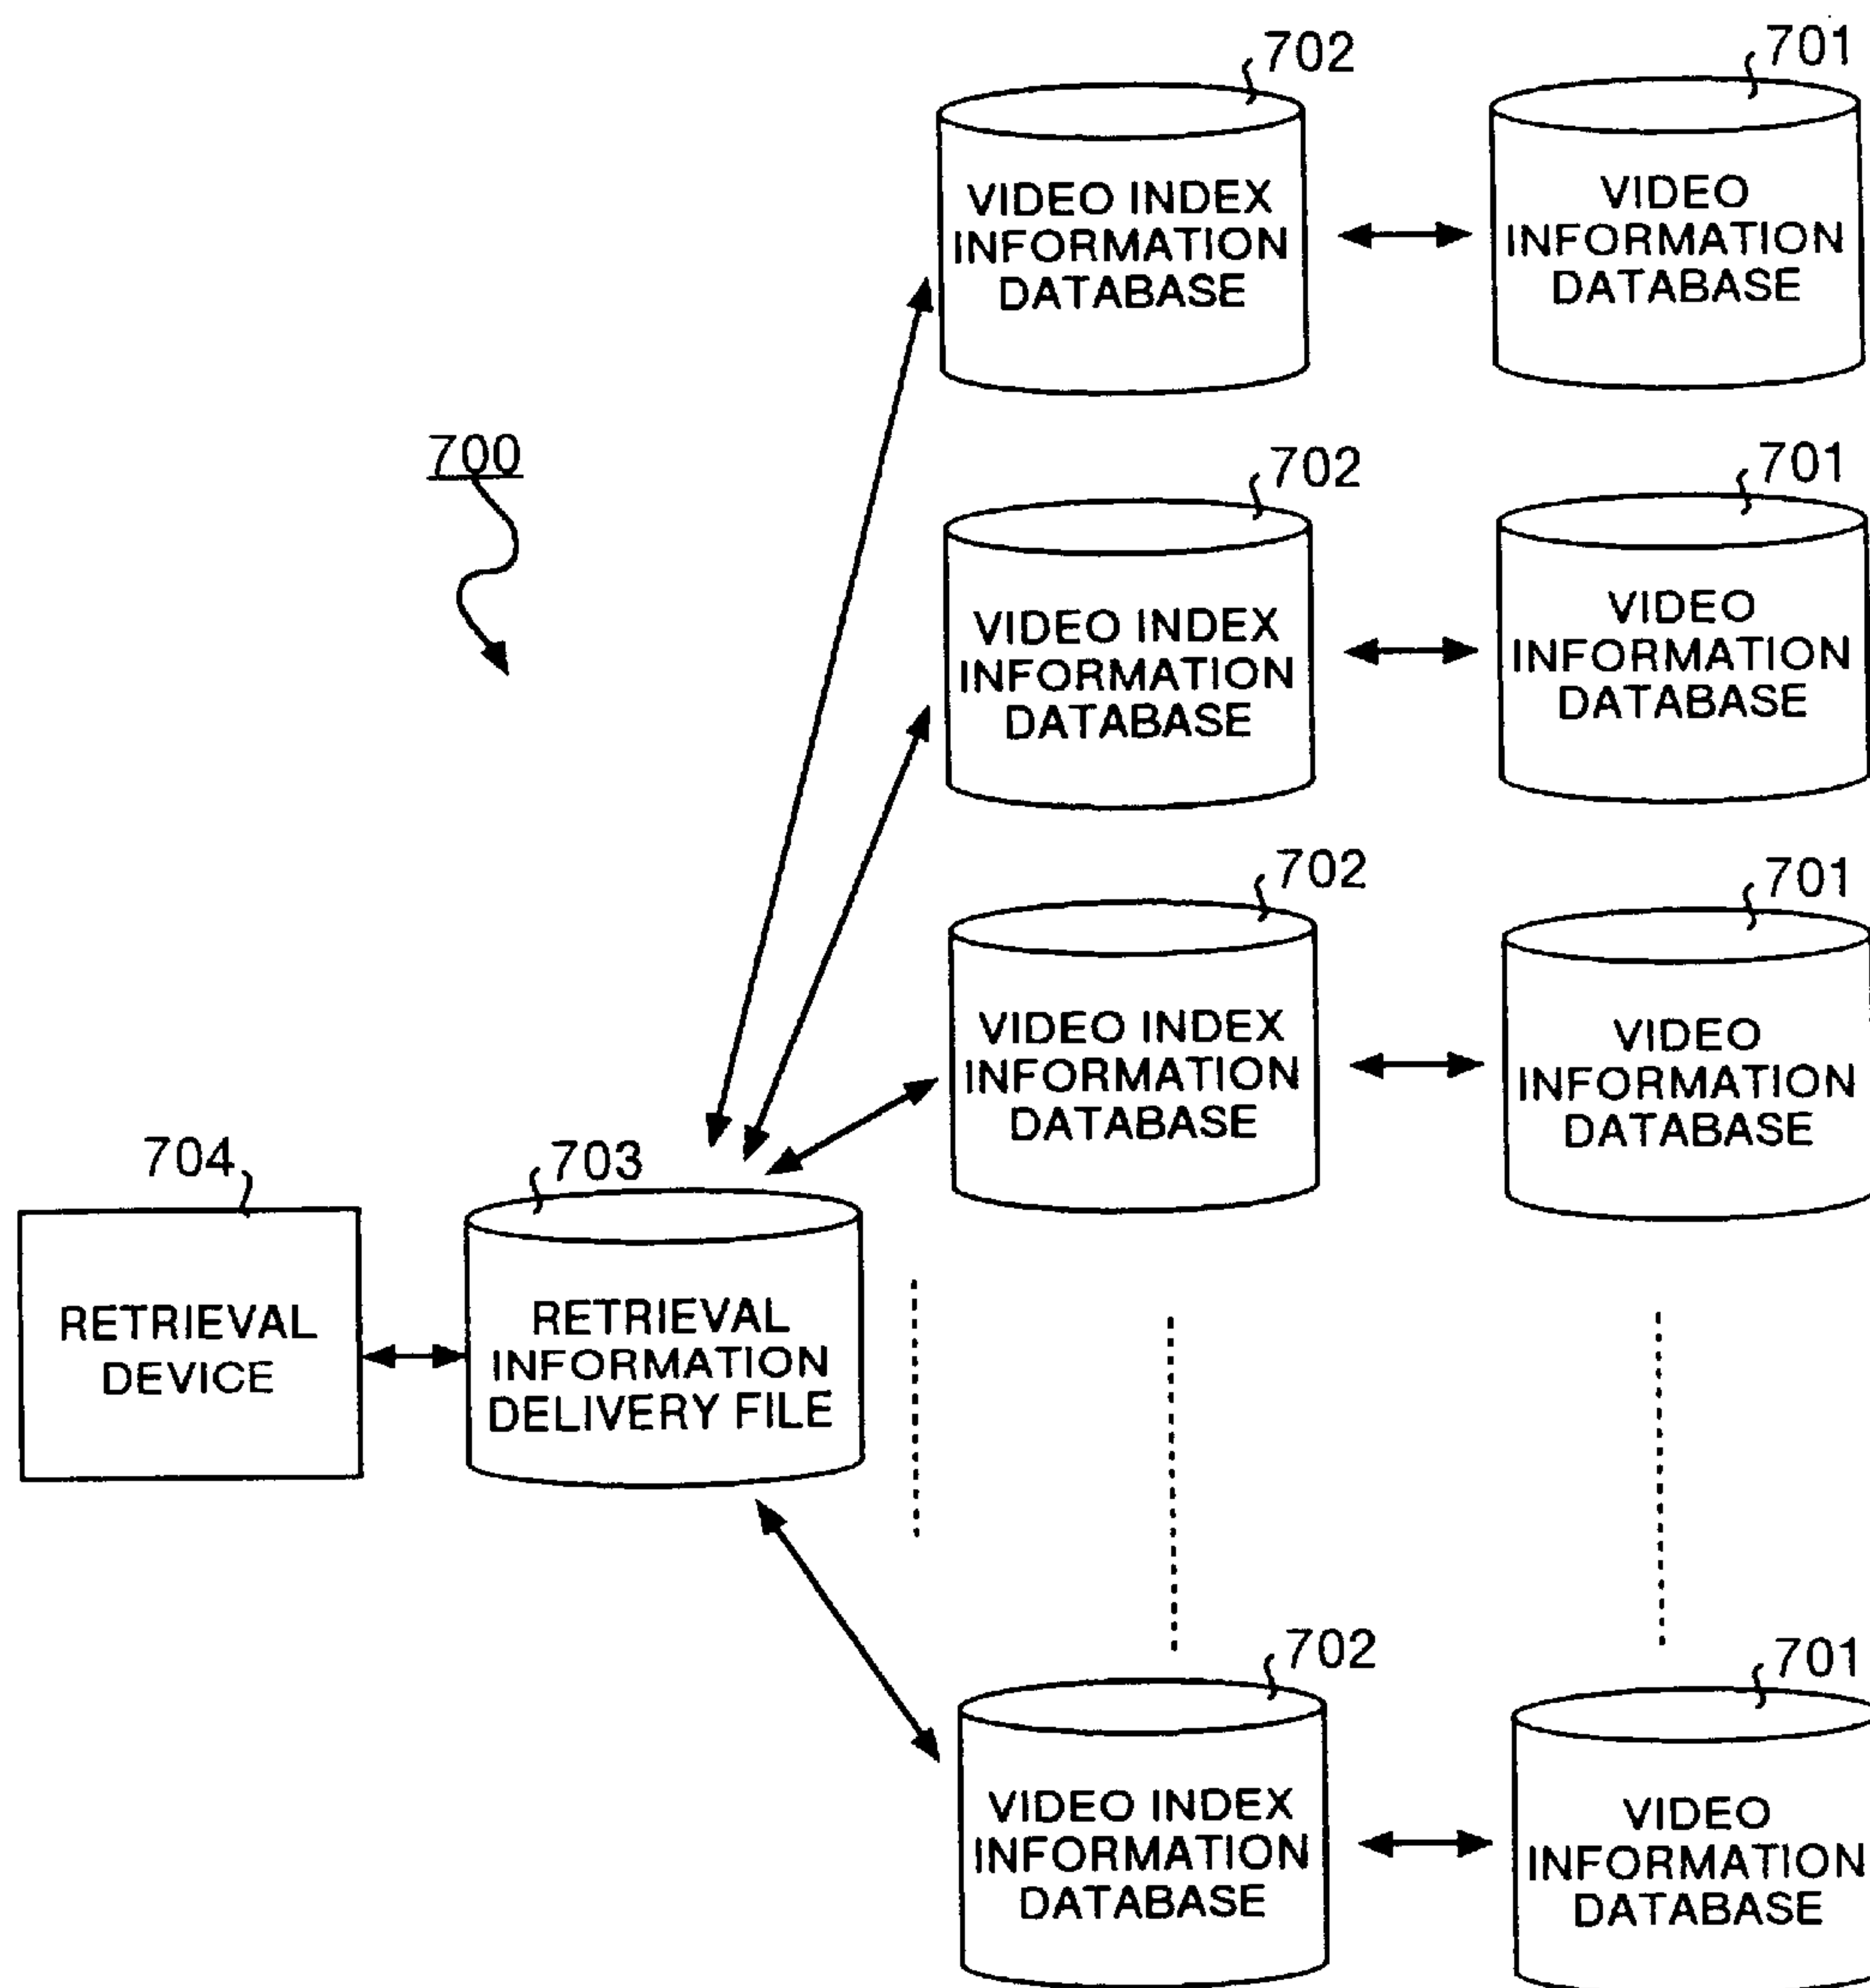 702
701
VIDEO INDEX
INFORMATION
DATABASE
VIDEO
INFORMATION
DATABASE
700
702
701
VIDEO INDEX
INFORMATION
DATABASE
VIDEO
INFORMATION
DATABASE
702
701
VIDEO INDEX
INFORMATION
DATABASE
VIDEO
INFORMATION
DATABASE
704
703
RETRIEVAL
DEVICE
RETRIEVAL
INFORMATION
DELIVERY FILE
702
701
VIDEO INDEX
INFORMATION
DATABASE
VIDEO
INFORMATION
DATABASE